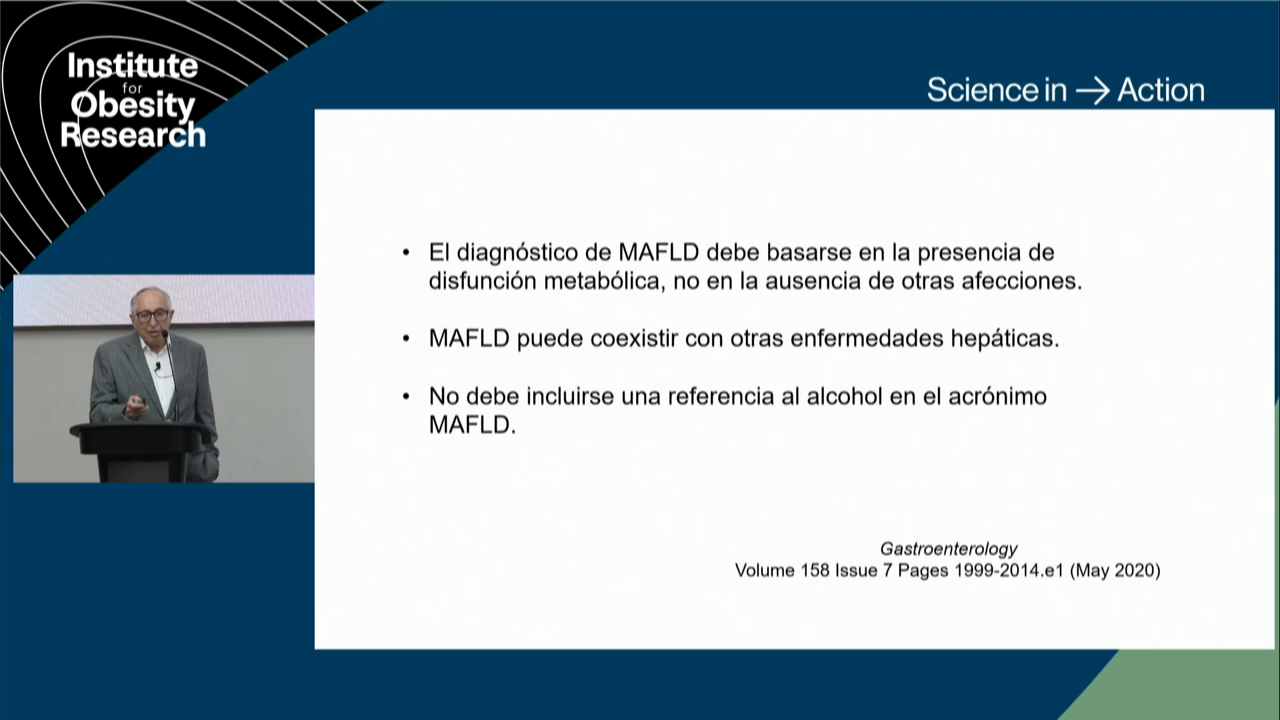 Institute
for
Obesity
Research
Science in → Action
• El diagnóstico de MAFLD debe basarse en la presencia de
disfunción metabólica, no en la ausencia de otras afecciones.
• MAFLD puede coexistir con otras enfermedades hepáticas.
• No debe incluirse una referencia al alcohol en el acrónimo
MAFLD.
Gastroenterology
Volume 158 Issue 7 Pages 1999-2014.e1 (May 2020)